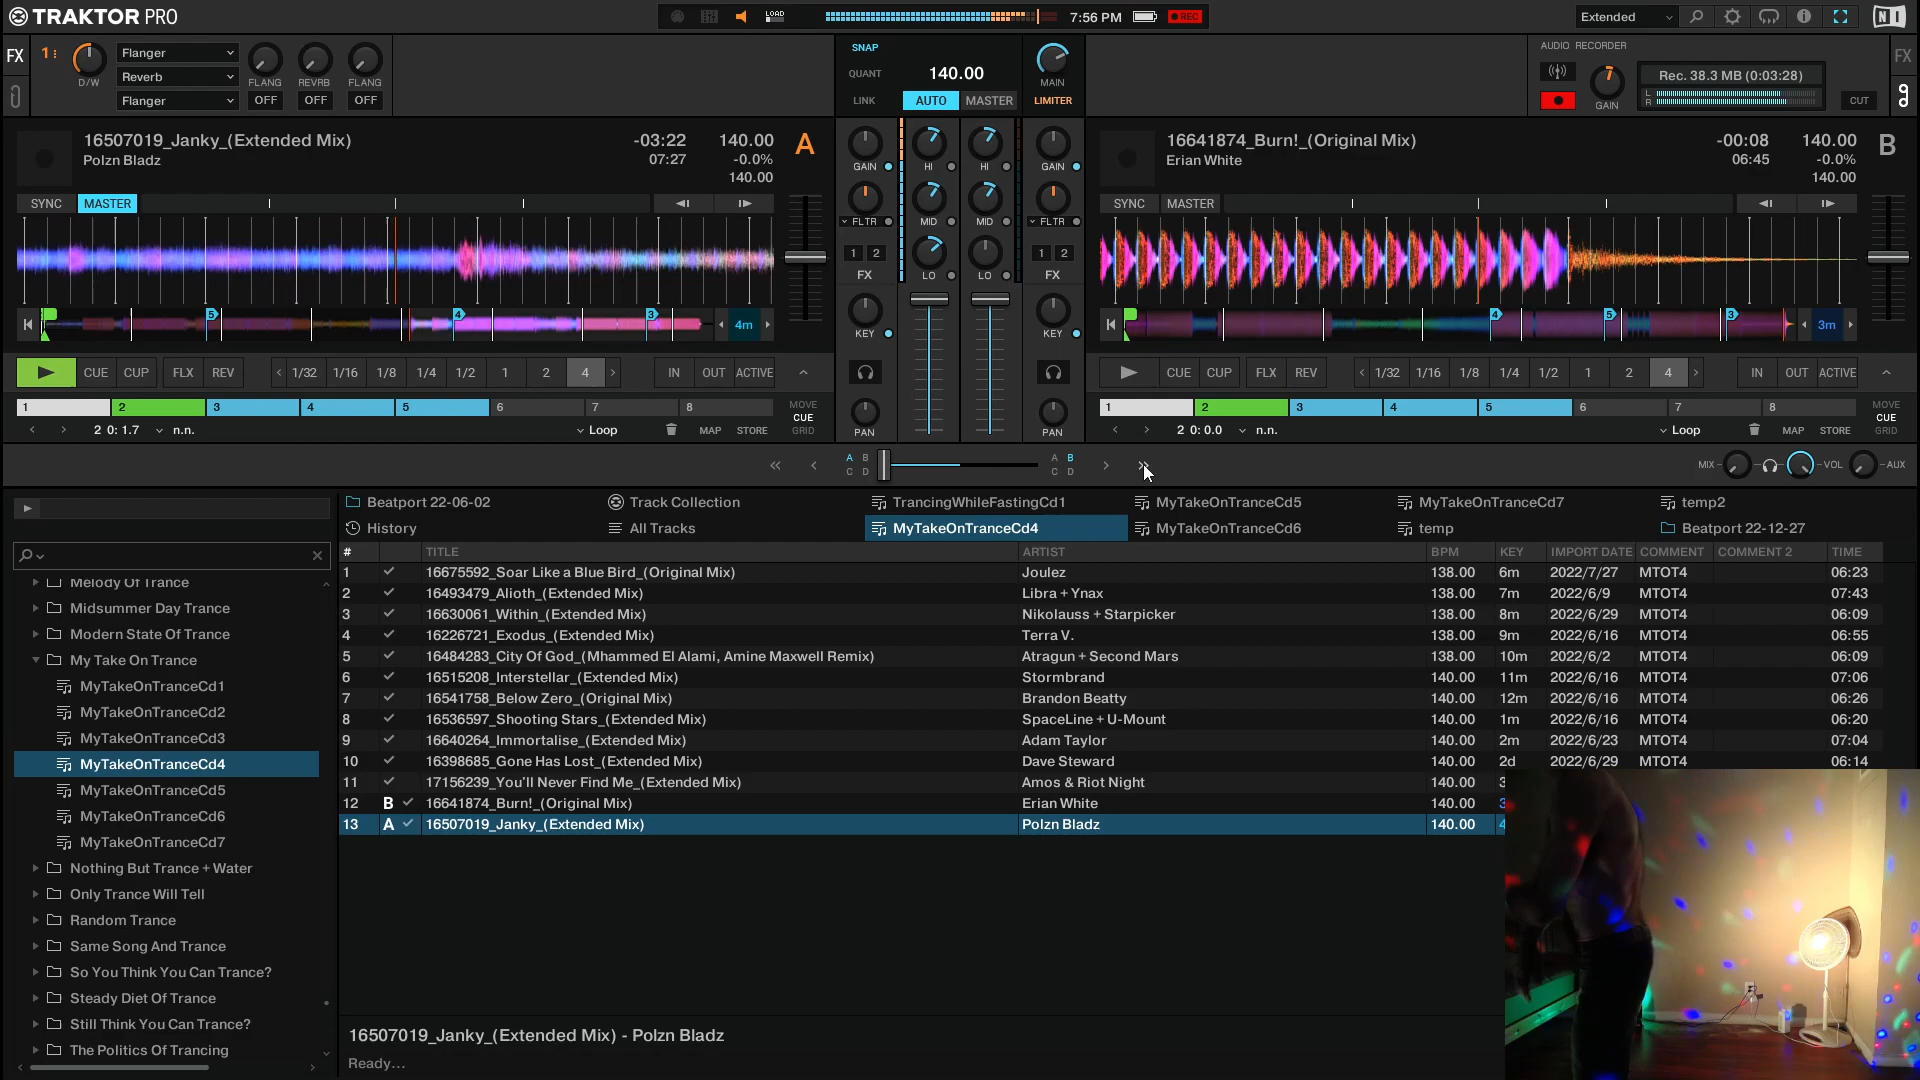 TRAKTOR PRO
LOAD
7:56 PM
REC
Extended
FX
1
D/W
Flanger
Reverb
Flanger
FLANG
REVRB
FLANG
OFF
OFF
OFF
SNAP
QUANT
LINK
140.00
AUTO
MASTER
MAIN
LIMITER
AUDIO RECORDER
GAIN
Rec. 38.3 MB (0:03:28)
L
R
CUT
FX
16507019_Janky_(Extended Mix)
Polzn Bladz
-03:22
07:27
140.00
-0.0%
140.00
A
SYNC
MASTER
5
4
3
4m
CUE
CUP
FLX
REV
1/32
1/16
1/8
1/4
1/2
1
2
4
IN
OUT
ACTIVE
1
2
3
4
5
6
7
8
MOVE
CUE
GRID
2 0: 1.7
n.n.
Loop
MAP
STORE
GAIN
HI
HI
GAIN
FLTR
MID
MID
FLTR
1 2
1 2
FX
LO
LO
FX
KEY
KEY
PAN
PAN
16641874_Burn!_(Original Mix)
Erian White
-00:08
06:45
140.00
-0.0%
140.00
B
SYNC
MASTER
4
5
3
3m
CUE
CUP
FLX
REV
1/32
1/16
1/8
1/4
1/2
1
2
4
IN
OUT
ACTIVE
1
2
3
4
5
6
7
8
MOVE
CUE
GRID
2 0: 0.0
n.n.
Loop
MAP
STORE
A B
C D
A B
C D
MIX
VOL
AUX
Beatport 22-06-02
Track Collection
TrancingWhileFastingCd1
MyTakeOnTranceCd5
MyTakeOnTranceCd7
temp2
History
All Tracks
MyTakeOnTranceCd4
MyTakeOnTranceCd6
temp
Beatport 22-12-27
Melody Of Trance
Midsummer Day Trance
Modern State Of Trance
My Take On Trance
MyTakeOnTranceCd1
MyTakeOnTranceCd2
MyTakeOnTranceCd3
MyTakeOnTranceCd4
MyTakeOnTranceCd5
MyTakeOnTranceCd6
MyTakeOnTranceCd7
Nothing But Trance + Water
Only Trance Will Tell
Random Trance
Same Song And Trance
So You Think You Can Trance?
Steady Diet Of Trance
Still Think You Can Trance?
The Politics Of Trancing
# TITLE ARTIST BPM KEY IMPORT DATE COMMENT COMMENT 2 TIME
1 16675592_Soar Like a Blue Bird_(Original Mix) Joulez 138.00 6m 2022/7/27 MTOT4 06:23
2 16493479_Alioth_(Extended Mix) Libra + Ynax 138.00 7m 2022/6/9 MTOT4 07:43
3 16630061_Within_(Extended Mix) Nikolauss + Starpicker 138.00 8m 2022/6/29 MTOT4 06:09
4 16226721_Exodus_(Extended Mix) Terra V. 138.00 9m 2022/6/16 MTOT4 06:55
5 16484283_City Of God_(Mhammed El Alami, Amine Maxwell Remix) Atragun + Second Mars 138.00 10m 2022/6/2 MTOT4 06:09
6 16515208_Interstellar_(Extended Mix) Stormbrand 140.00 11m 2022/6/16 MTOT4 07:06
7 16541758_Below Zero_(Original Mix) Brandon Beatty 140.00 12m 2022/6/16 MTOT4 06:26
8 16536597_Shooting Stars_(Extended Mix) SpaceLine + U-Mount 140.00 1m 2022/6/16 MTOT4 06:20
9 16640264_Immortalise_(Extended Mix) Adam Taylor 140.00 2m 2022/6/23 MTOT4 07:04
10 16398685_Gone Has Lost_(Extended Mix) Dave Steward 140.00 2d 2022/6/29 MTOT4 06:14
11 17156239_You'll Never Find Me_(Extended Mix) Amos & Riot Night 140.00 3
12 B 16641874_Burn!_(Original Mix) Erian White 140.00 3
13 A 16507019_Janky_(Extended Mix) Polzn Bladz 140.00 4
16507019_Janky_(Extended Mix) - Polzn Bladz
Ready...